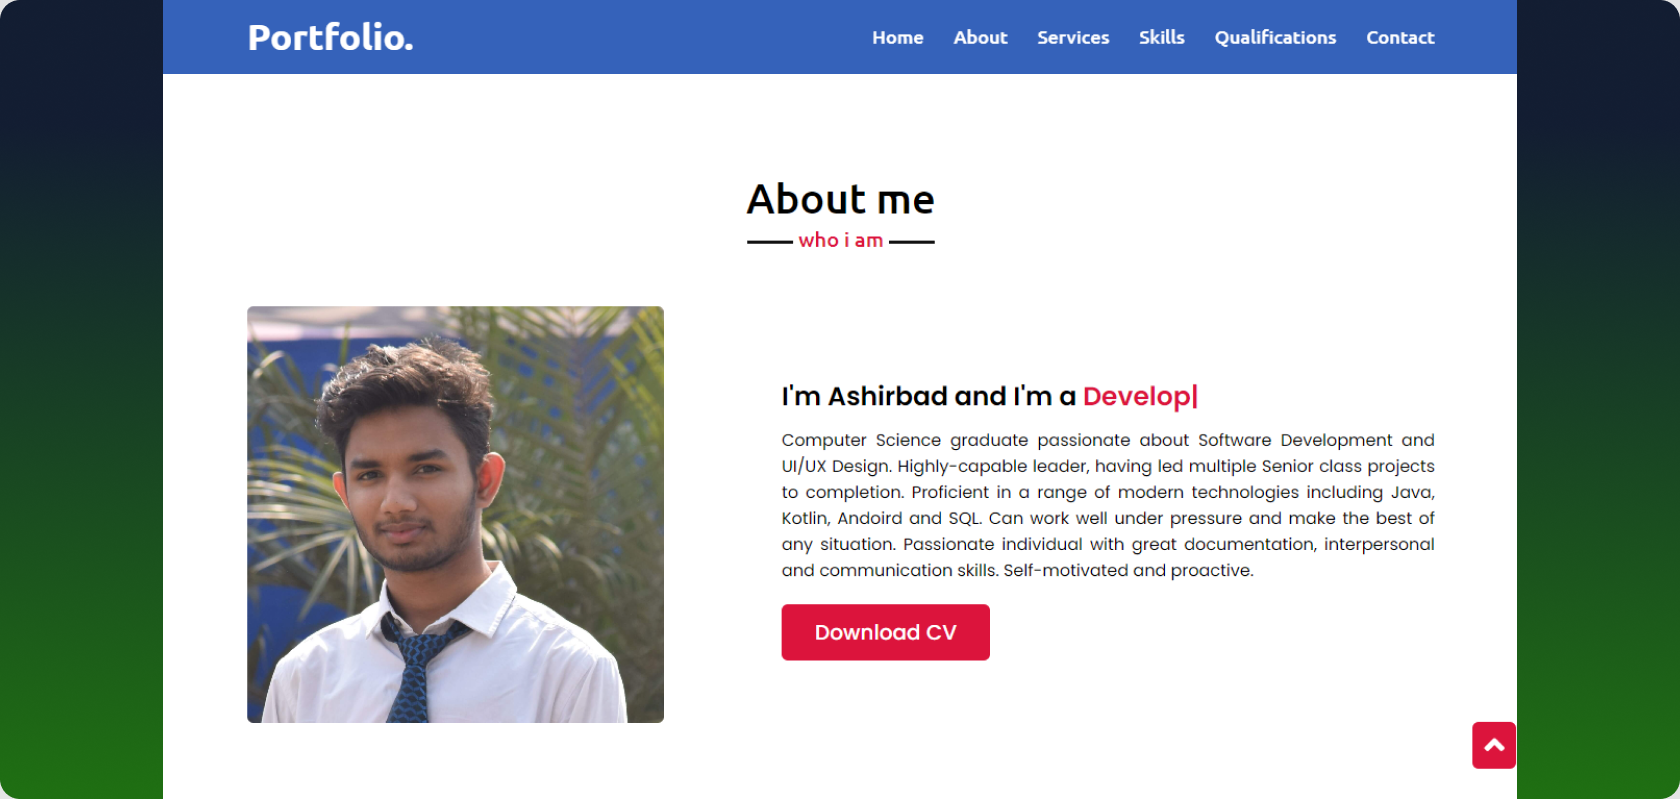 Portfolio.
Home About Services Skills Qualifications Contact
About me
who i am
I'm Ashirbad and I'm a Develop|
Computer Science graduate passionate about Software Development and
UI/UX Design. Highly-capable leader, having led multiple Senior class projects
to completion. Proficient in a range of modern technologies including Java,
Kotlin, Andoird and SQL. Can work well under pressure and make the best of
any situation. Passionate individual with great documentation, interpersonal
and communication skills. Self-motivated and proactive.
Download CV